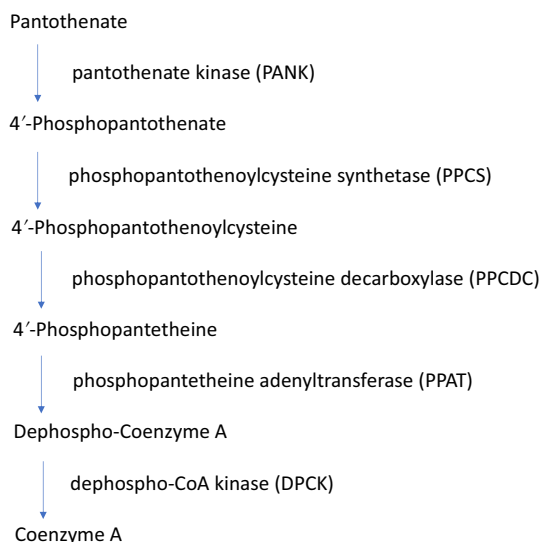 Pantothenate
pantothenate kinase (PANK)
4′-Phosphopantothenate
phosphopantothenoylcysteine synthetase (PPCS)
4′-Phosphopantothenoylcysteine
phosphopantothenoylcysteine decarboxylase (PPCDC)
4′-Phosphopantetheine
phosphopantetheine adenyltransferase (PPAT)
Dephospho-Coenzyme A
dephospho-CoA kinase (DPCK)
Coenzyme A